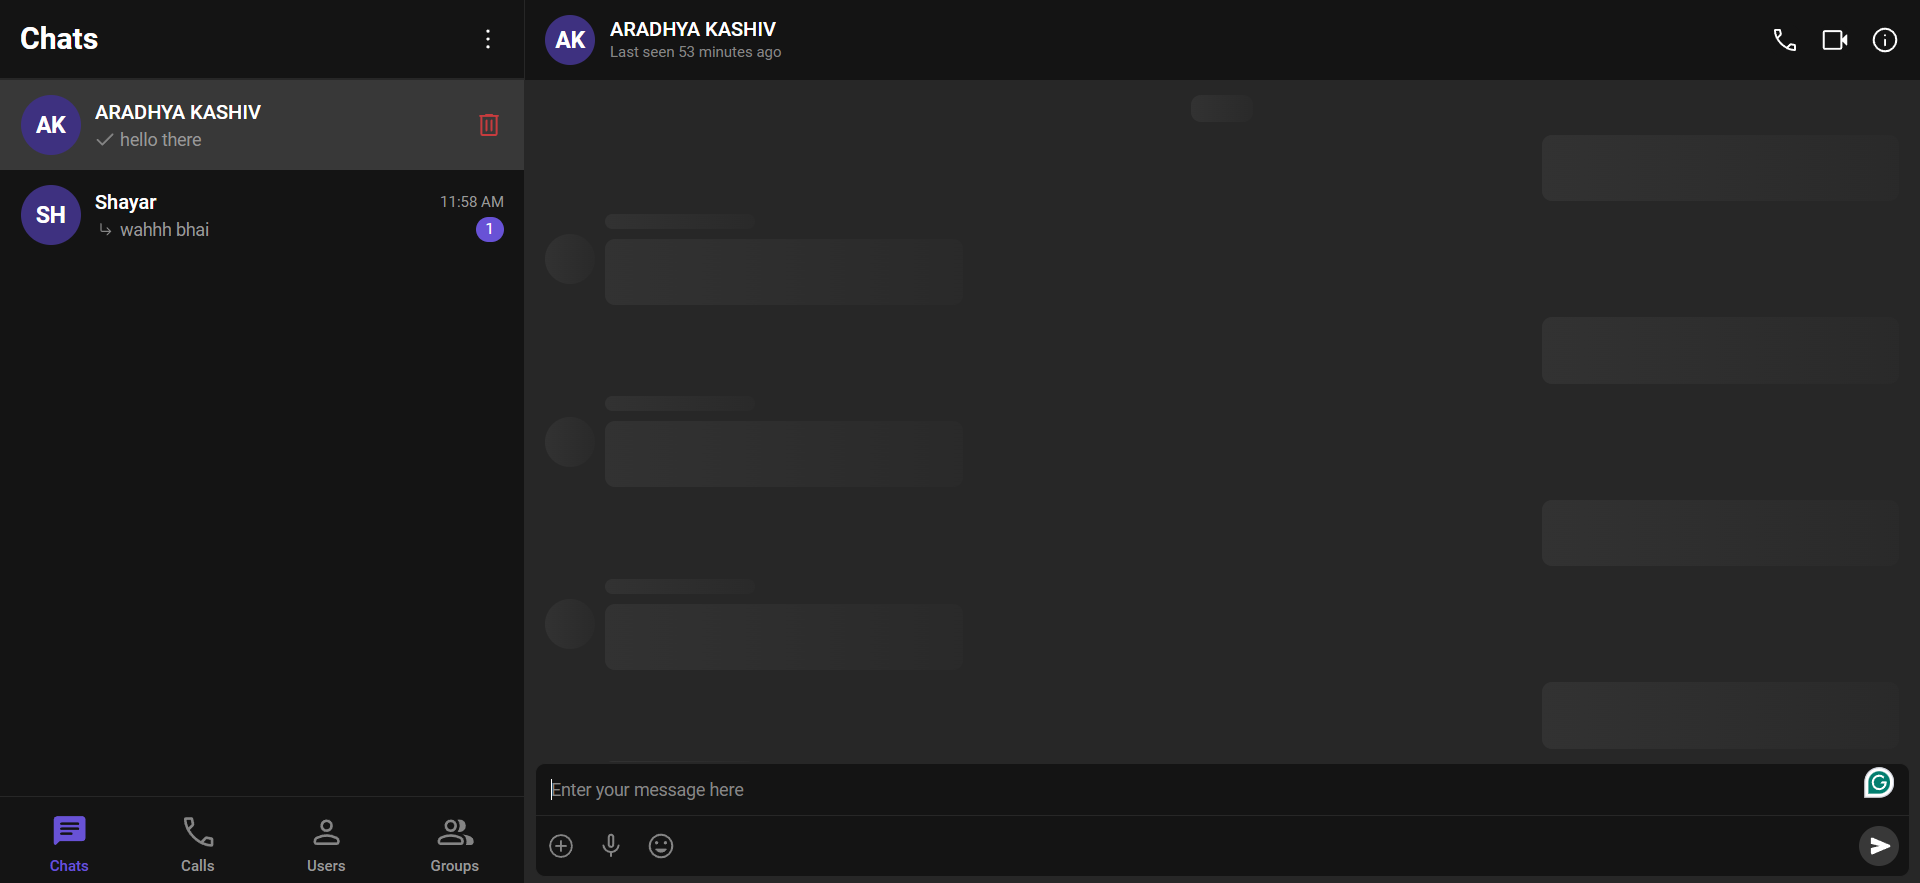 Chats
AK
ARADHYA KASHIV
hello there
SH
Shayar
11:58 AM
wahhh bhai
1
Chats
Calls
Users
Groups
AK
ARADHYA KASHIV
Last seen 53 minutes ago
Enter your message here
G